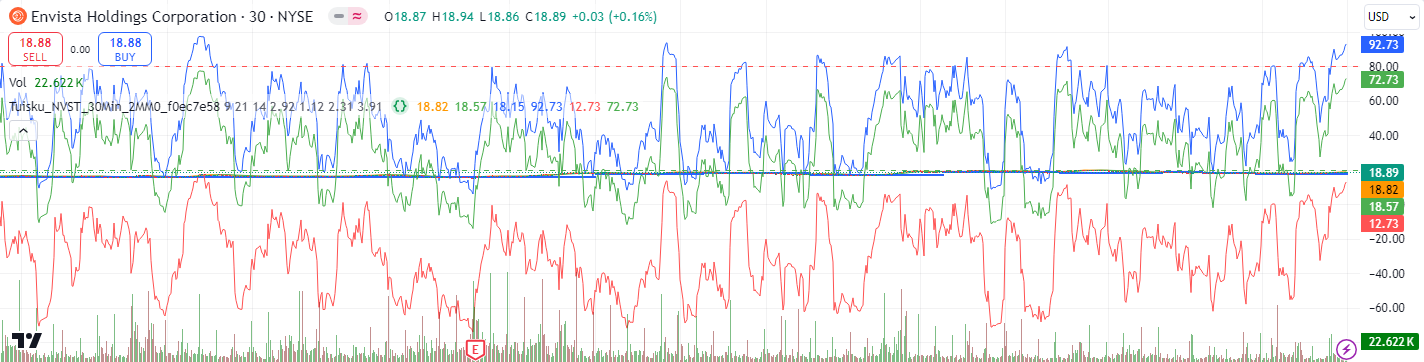 Envista Holdings Corporation · 30 · NYSE O18.87 H18.94 L18.86 C18.89 +0.03 (+0.16%)
USD
18.88
SELL
0.00
18.88
BUY
92.73
80.00
Vol 22.622 K
72.73
Tuisku_NVST_30Min_2MM0_f0ec7e58 9 21 14 2.92 1.12 2.31 3.91 {} 18.82 18.57 18.15 92.73 12.73 72.73
60.00
40.00
18.89
18.82
18.57
12.73
−20.00
−40.00
−60.00
E
22.622 K